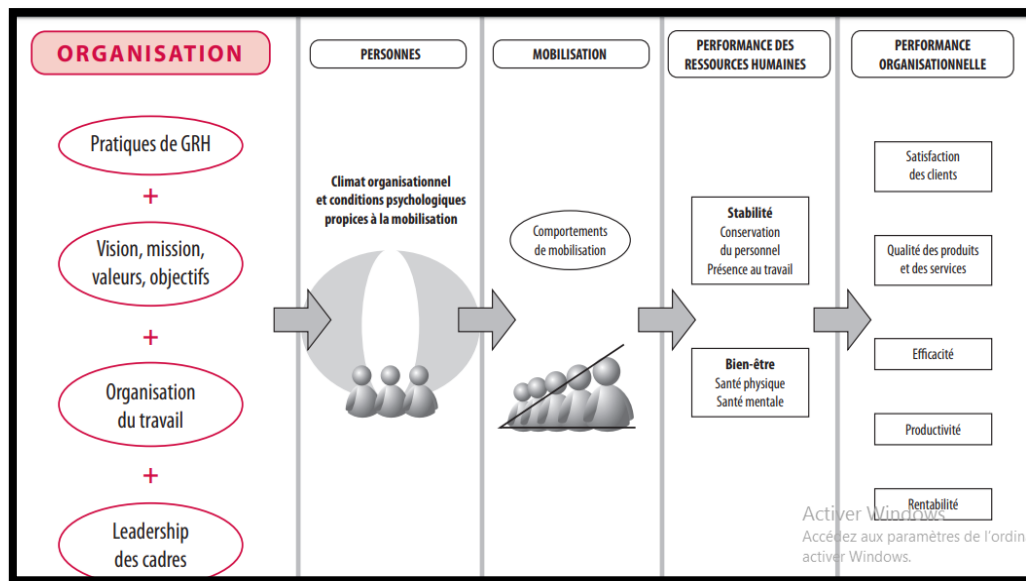 ORGANISATION
Pratiques de GRH
+
Vision, mission,
valeurs, objectifs
+
Organisation
du travail
+
Leadership
des cadres
PERSONNES
Climat organisationnel
et conditions psychologiques
propices à la mobilisation
MOBILISATION
Comportements
de mobilisation
PERFORMANCE DES
RESSOURCES HUMAINES
Stabilité
Conservation
du personnel
Présence au travail
Bien-être
Santé physique
Santé mentale
PERFORMANCE
ORGANISATIONNELLE
Satisfaction
des clients
Qualité des produits
et des services
Efficacité
Productivité
Rentabilité
Activer Windows
Accédez aux paramètres de l'ordin
activer Windows.